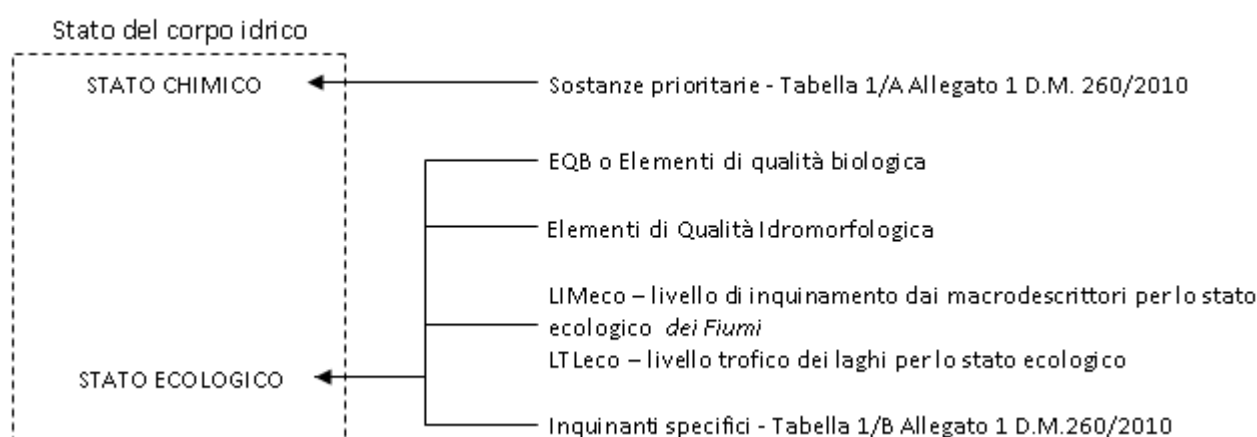 Stato del corpo idrico
STATO CHIMICO
Sostanze prioritarie - Tabella 1/A Allegato 1 D.M. 260/2010
EQB o Elementi di qualità biologica
Elementi di Qualità Idromorfologica
LIMeco – livello di inquinamento dai macrodescrittori per lo stato
ecologico dei Fiumi
LTLeco – livello trofico dei laghi per lo stato ecologico
STATO ECOLOGICO
Inquinanti specifici - Tabella 1/B Allegato 1 D.M.260/2010